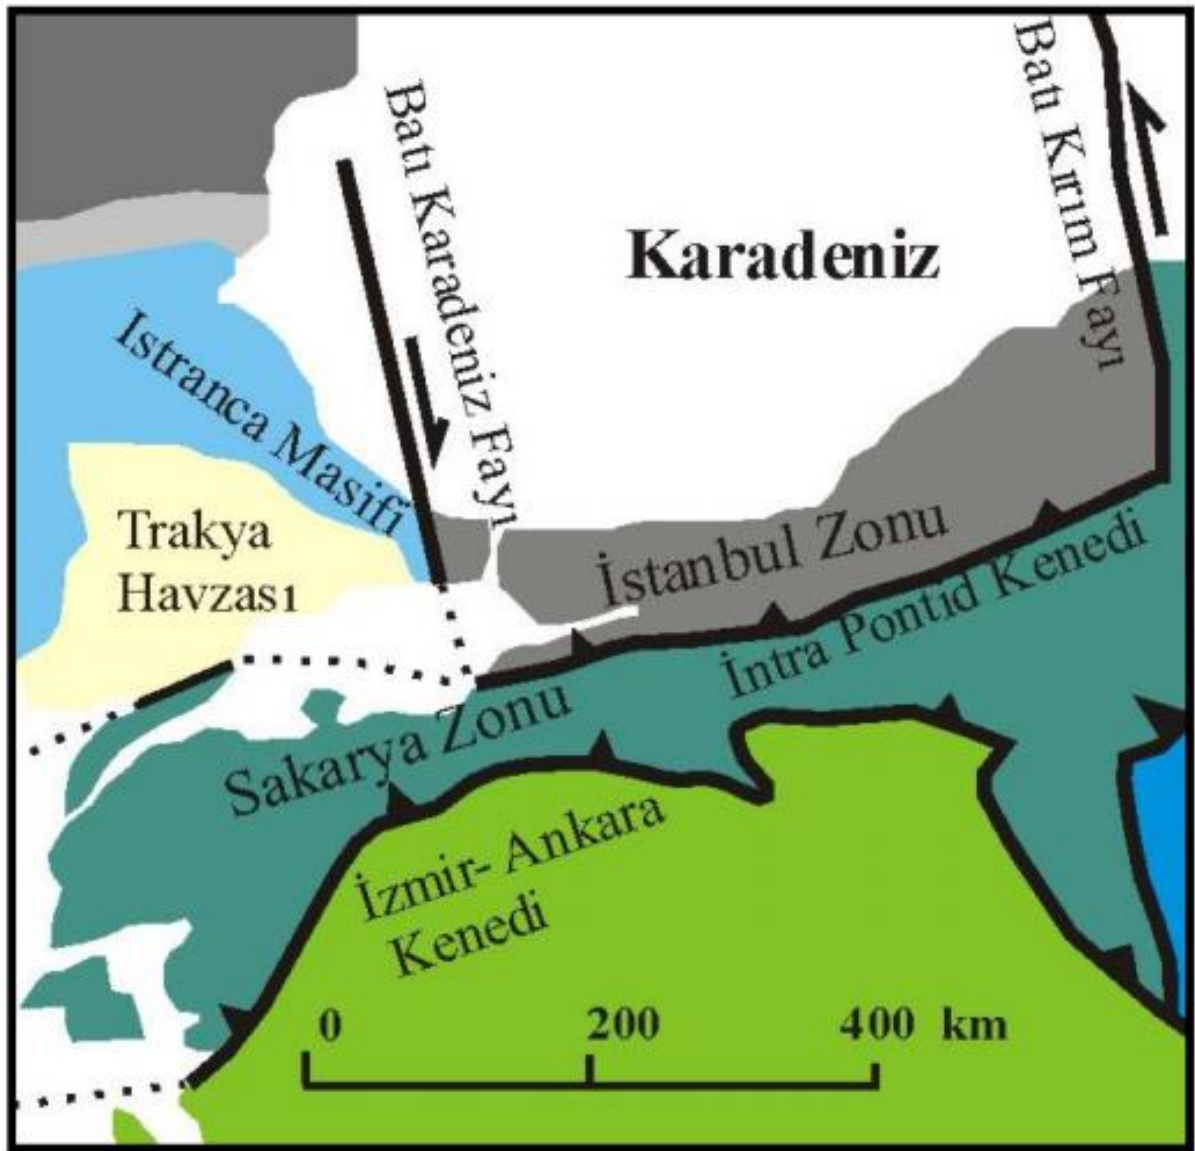 Batı Karadeniz Fayı
Batı Kırım Fayı
Karadeniz
Istranca Masifi
Trakya
Havzası
İstanbul Zonu
İntra Pontid Kenedi
Sakarya Zonu
İzmir- Ankara
Kenedi
0 200 400 km